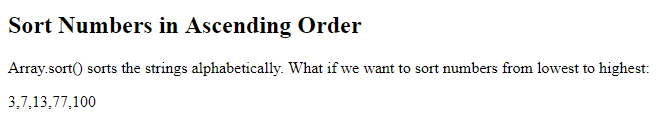 Sort Numbers in Ascending Order
Array.sort() sorts the strings alphabetically. What if we want to sort numbers from lowest to highest:
3,7,13,77,100